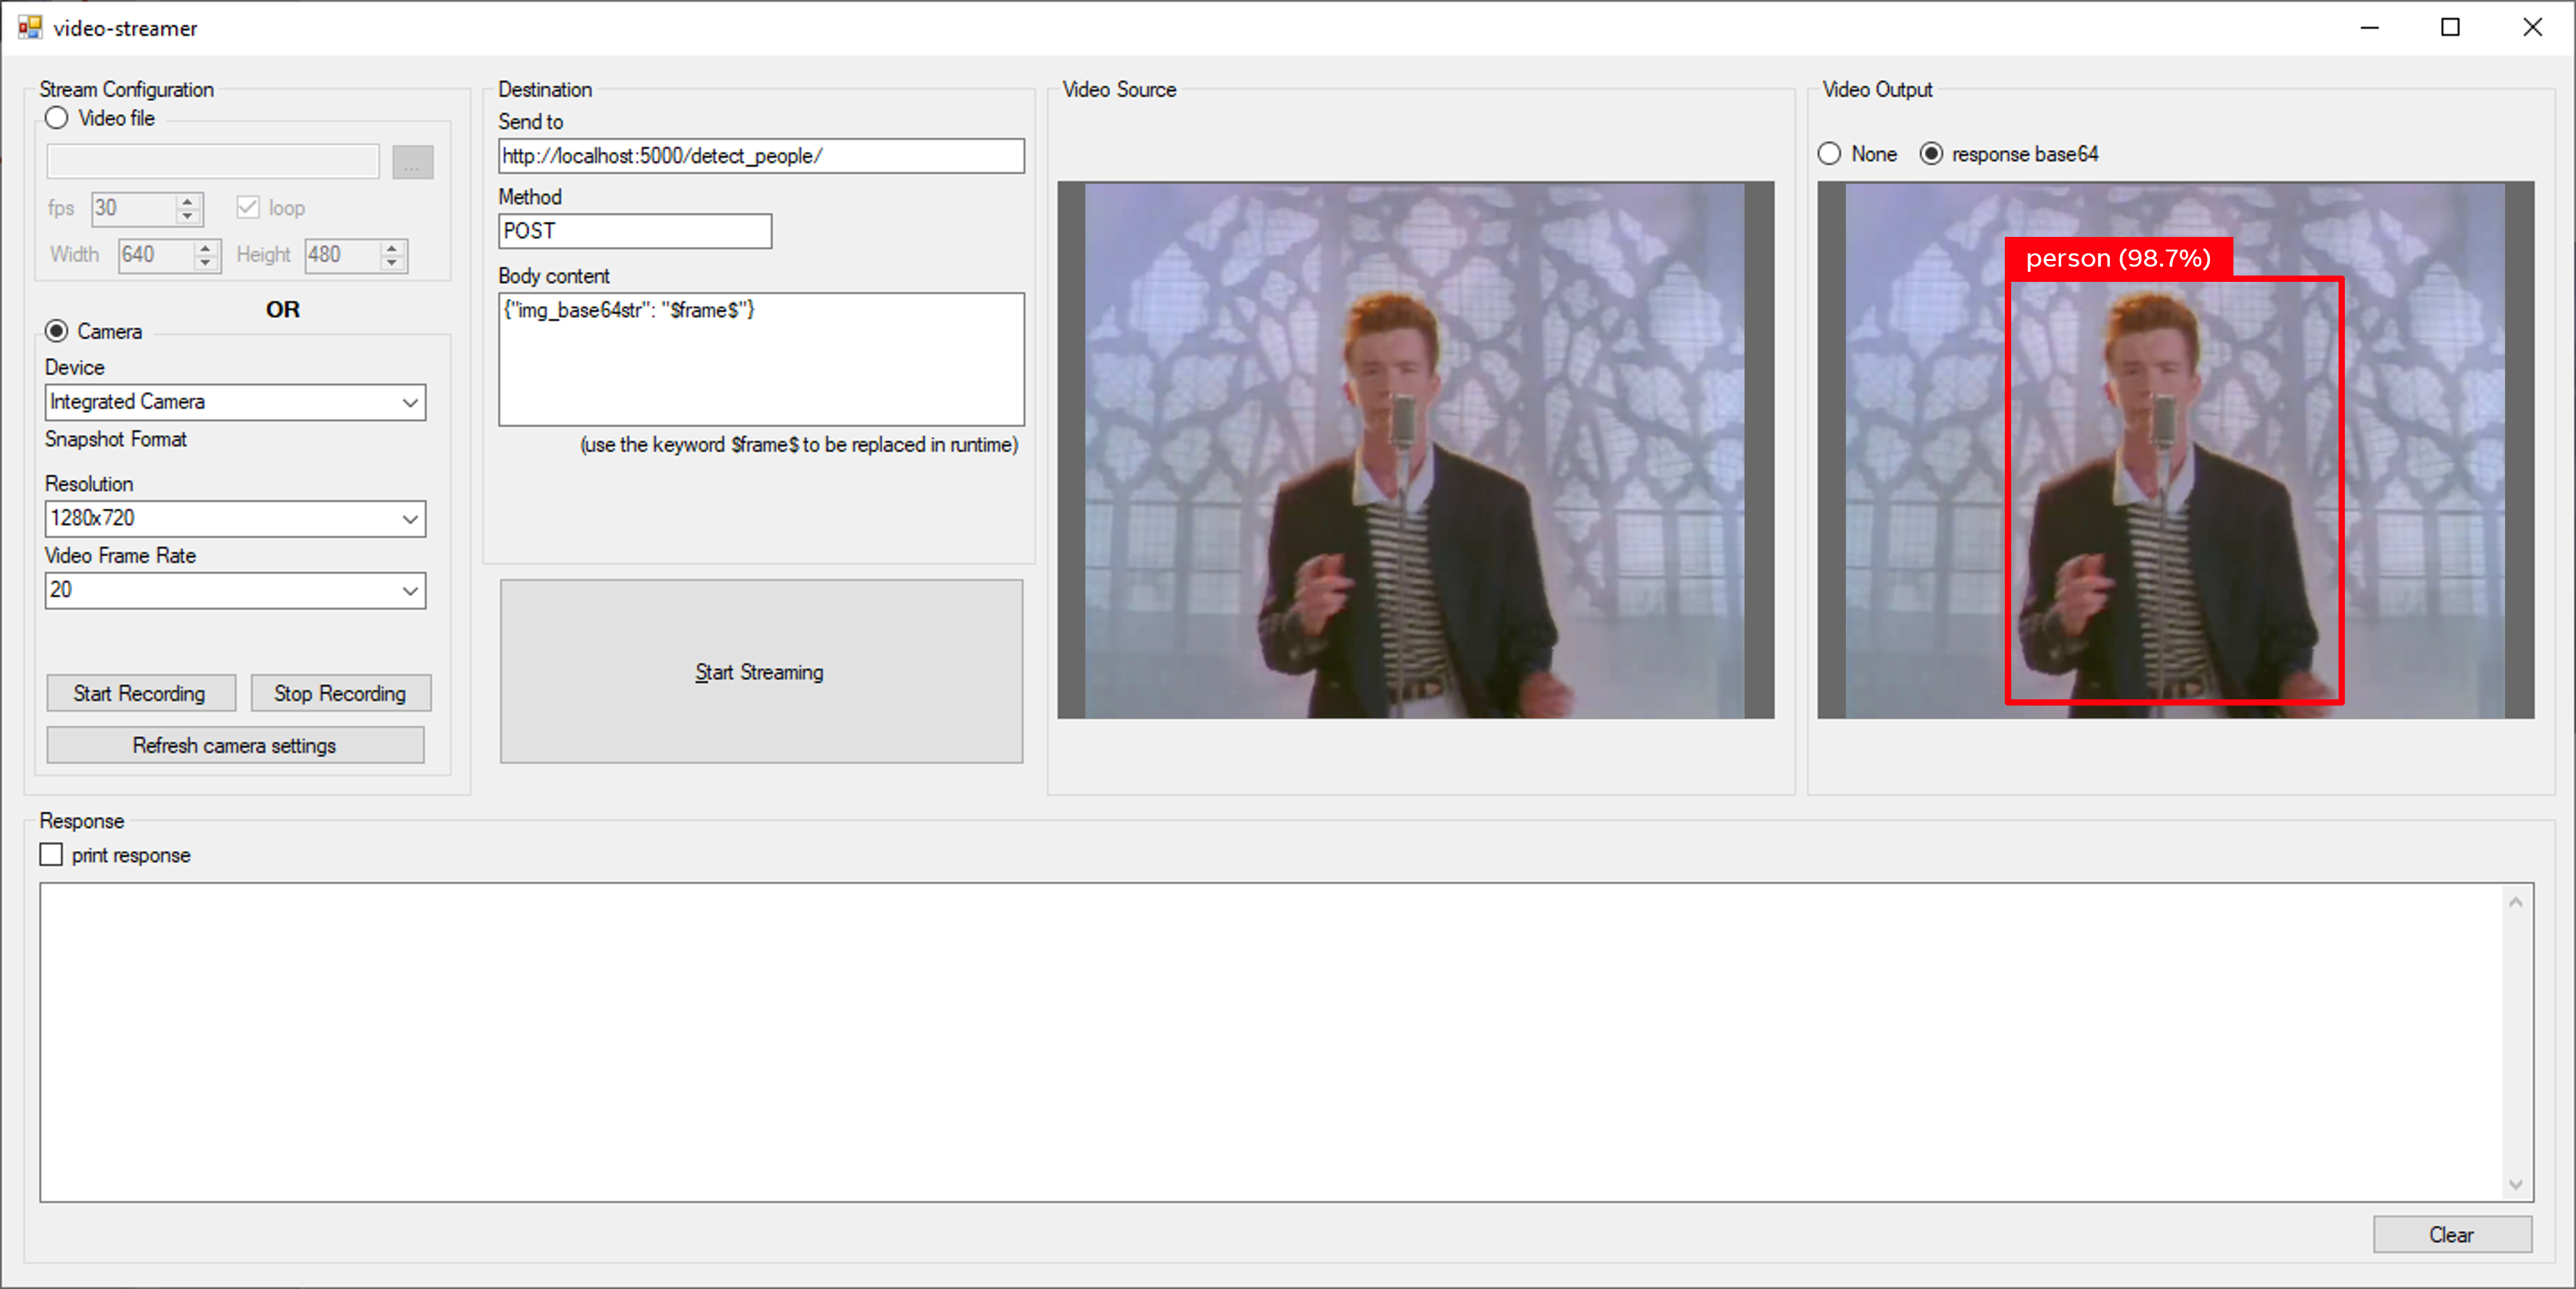 video-streamer
Stream Configuration
Video file
...
fps 30 loop
Width 640 Height 480
OR
Camera
Device
Integrated Camera
Snapshot Format
Resolution
1280x720
Video Frame Rate
20
Start Recording Stop Recording
Refresh camera settings
Destination
Send to
http://localhost:5000/detect_people/
Method
POST
Body content
{"img_base64str": "$frame$"}
(use the keyword $frame$ to be replaced in runtime)
Start Streaming
Video Source
Video Output
None response base64
person (98.7%)
Response
print response
Clear